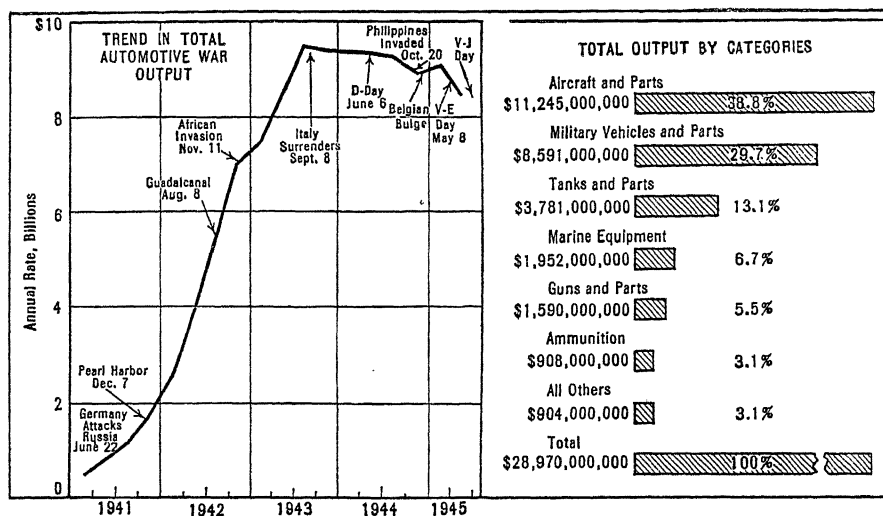 $10
TREND IN TOTAL
AUTOMOTIVE WAR
OUTPUT
8
6
4
2
0
Annual Rate, Billions
Germany
Attacks
Russia
June 22
Pearl Harbor
Dec. 7
Guadalcanal
Aug. 8
African
Invasion
Nov. 11
Italy
Surrenders
Sept. 8
D-Day
June 6
Philippines
Invaded
Oct. 20
Belgian
Bulge
V-E
Day
May 8
V-J
Day
1941 1942 1943 1944 1945
TOTAL OUTPUT BY CATEGORIES
Aircraft and Parts
$11,245,000,000 38.8%
Military Vehicles and Parts
$8,591,000,000 29.7%
Tanks and Parts
$3,781,000,000 13.1%
Marine Equipment
$1,952,000,000 6.7%
Guns and Parts
$1,590,000,000 5.5%
Ammunition
$908,000,000 3.1%
All Others
$904,000,000 3.1%
Total
$28,970,000,000 100%